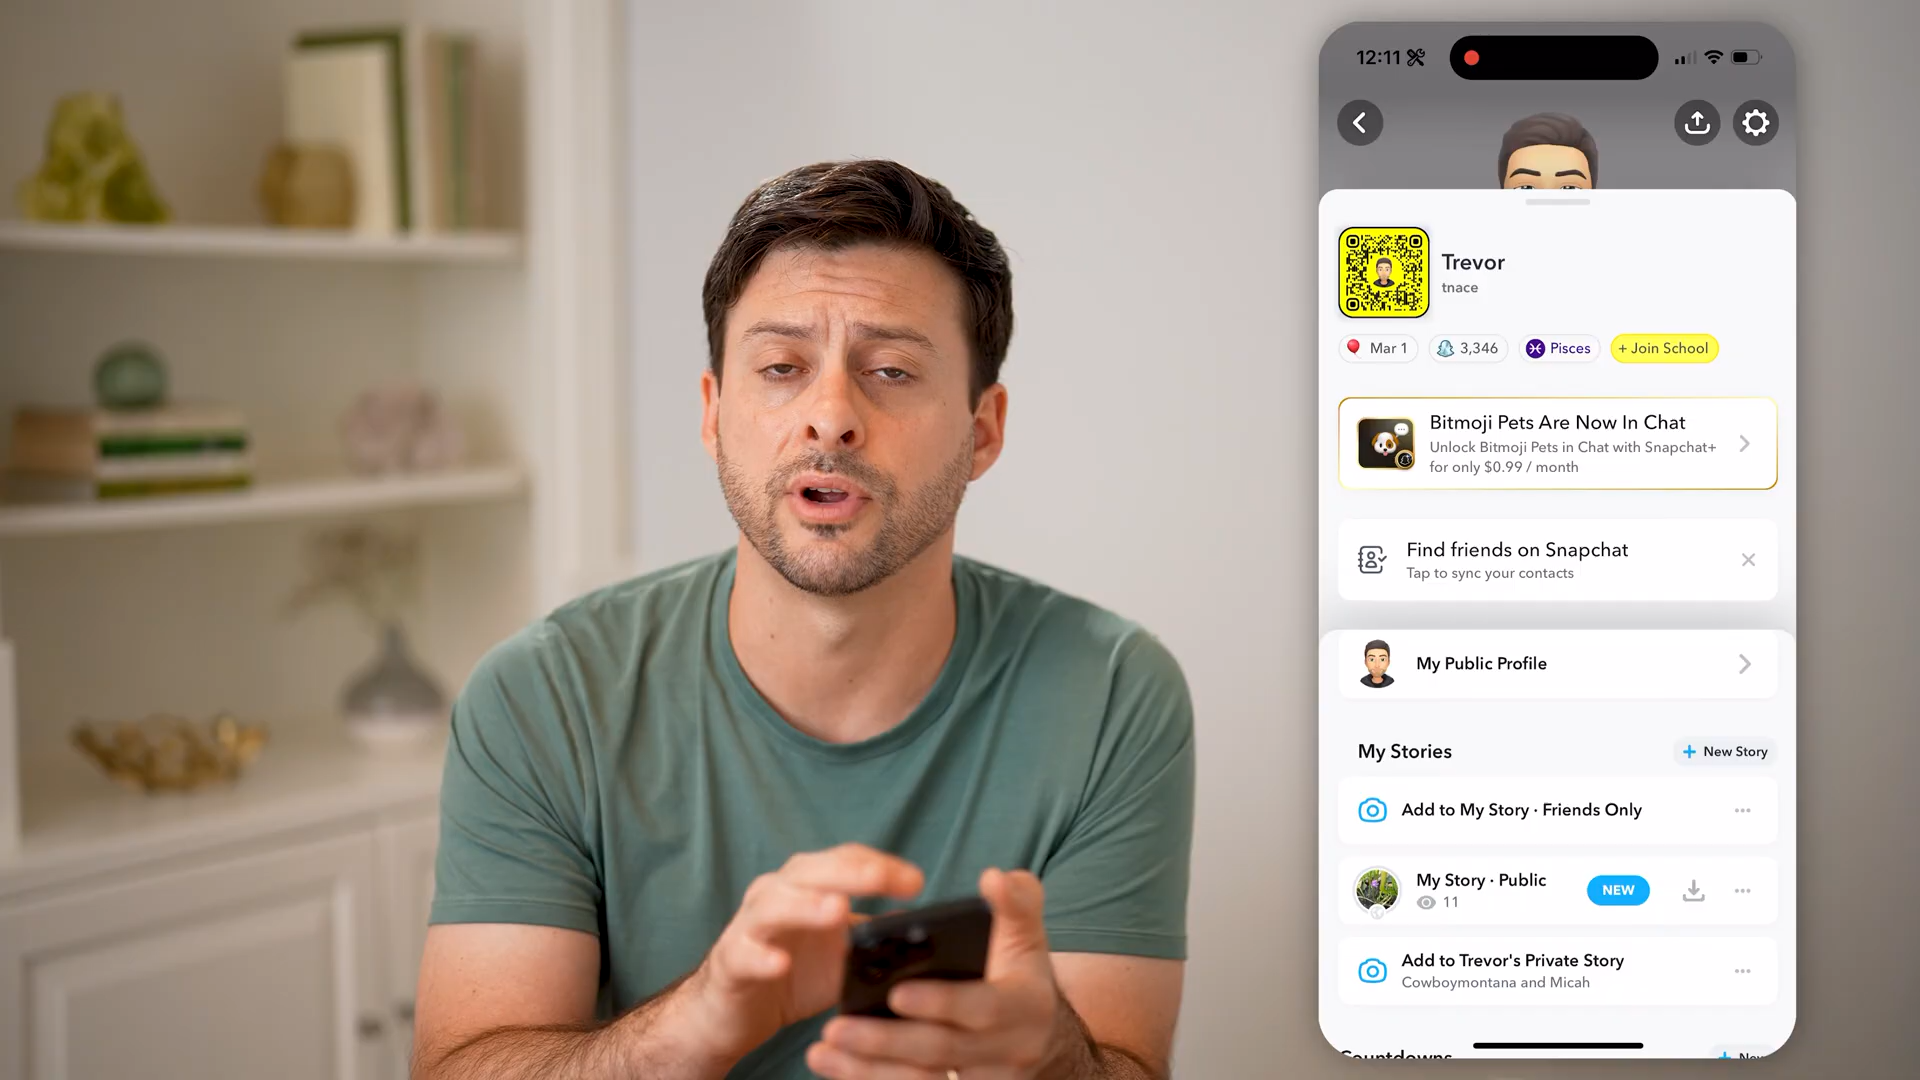 12:11
Trevor
tnace
Mar 1
3,346
Pisces
+ Join School
Bitmoji Pets Are Now In Chat
Unlock Bitmoji Pets in Chat with Snapchat+
for only $0.99 / month
Find friends on Snapchat
Tap to sync your contacts
My Public Profile
My Stories
+ New Story
Add to My Story · Friends Only
My Story · Public
11
NEW
Add to Trevor's Private Story
Cowboymontana and Micah
Countdowns
+ New